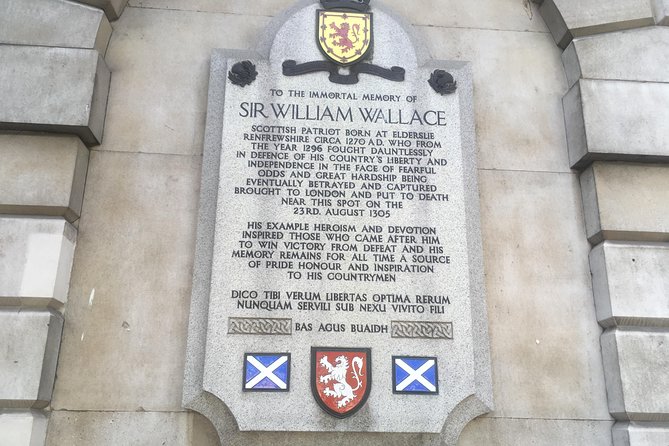 TO THE IMMORTAL MEMORY OF
SIR WILLIAM WALLACE
SCOTTISH PATRIOT BORN AT ELDERSLIE
RENFREWSHIRE CIRCA 1270 A.D. WHO FROM
THE YEAR 1296 FOUGHT DAUNTLESSLY
IN DEFENCE OF HIS COUNTRY'S LIBERTY AND
INDEPENDENCE IN THE FACE OF FEARFUL
ODDS AND GREAT HARDSHIP BEING
EVENTUALLY BETRAYED AND CAPTURED
BROUGHT TO LONDON AND PUT TO DEATH
NEAR THIS SPOT ON THE
23RD. AUGUST 1305
HIS EXAMPLE HEROISM AND DEVOTION
INSPIRED THOSE WHO CAME AFTER HIM
TO WIN VICTORY FROM DEFEAT AND HIS
MEMORY REMAINS FOR ALL TIME A SOURCE
OF PRIDE HONOUR AND INSPIRATION
TO HIS COUNTRYMEN
DICO TIBI VERUM LIBERTAS OPTIMA RERUM
NUNQUAM SERVILI SUB NEXU VIVITO FILI
BAS AGUS BUAIDH